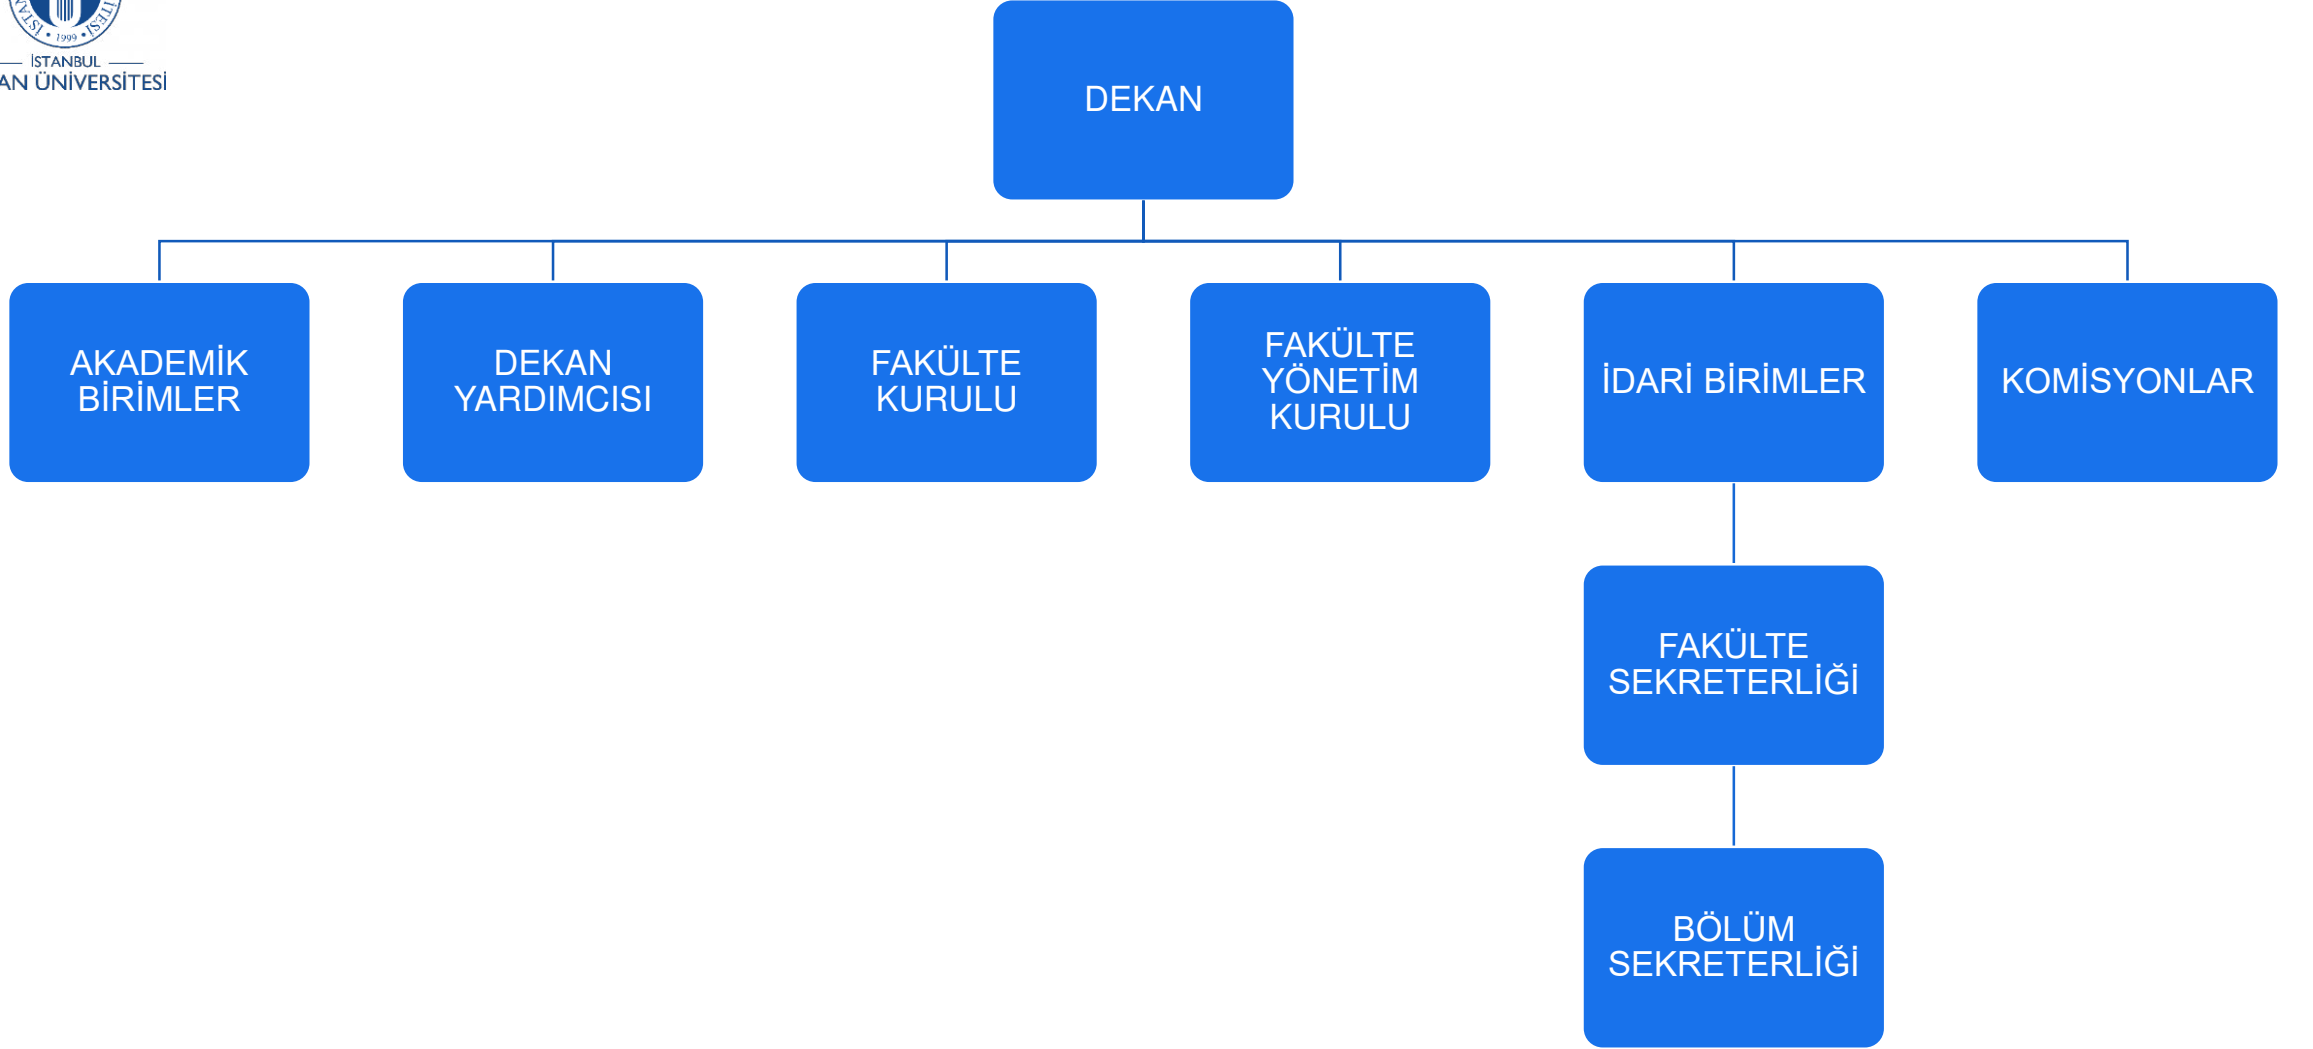 1999
İSTANBUL
ÜNİVERSİTESİ
DEKAN
AKADEMİK
BİRİMLER
DEKAN
YARDIMCISI
FAKÜLTE
KURULU
FAKÜLTE
YÖNETİM
KURULU
İDARİ BİRİMLER
KOMİSYONLAR
FAKÜLTE
SEKRETERLİĞİ
BÖLÜM
SEKRETERLİĞİ